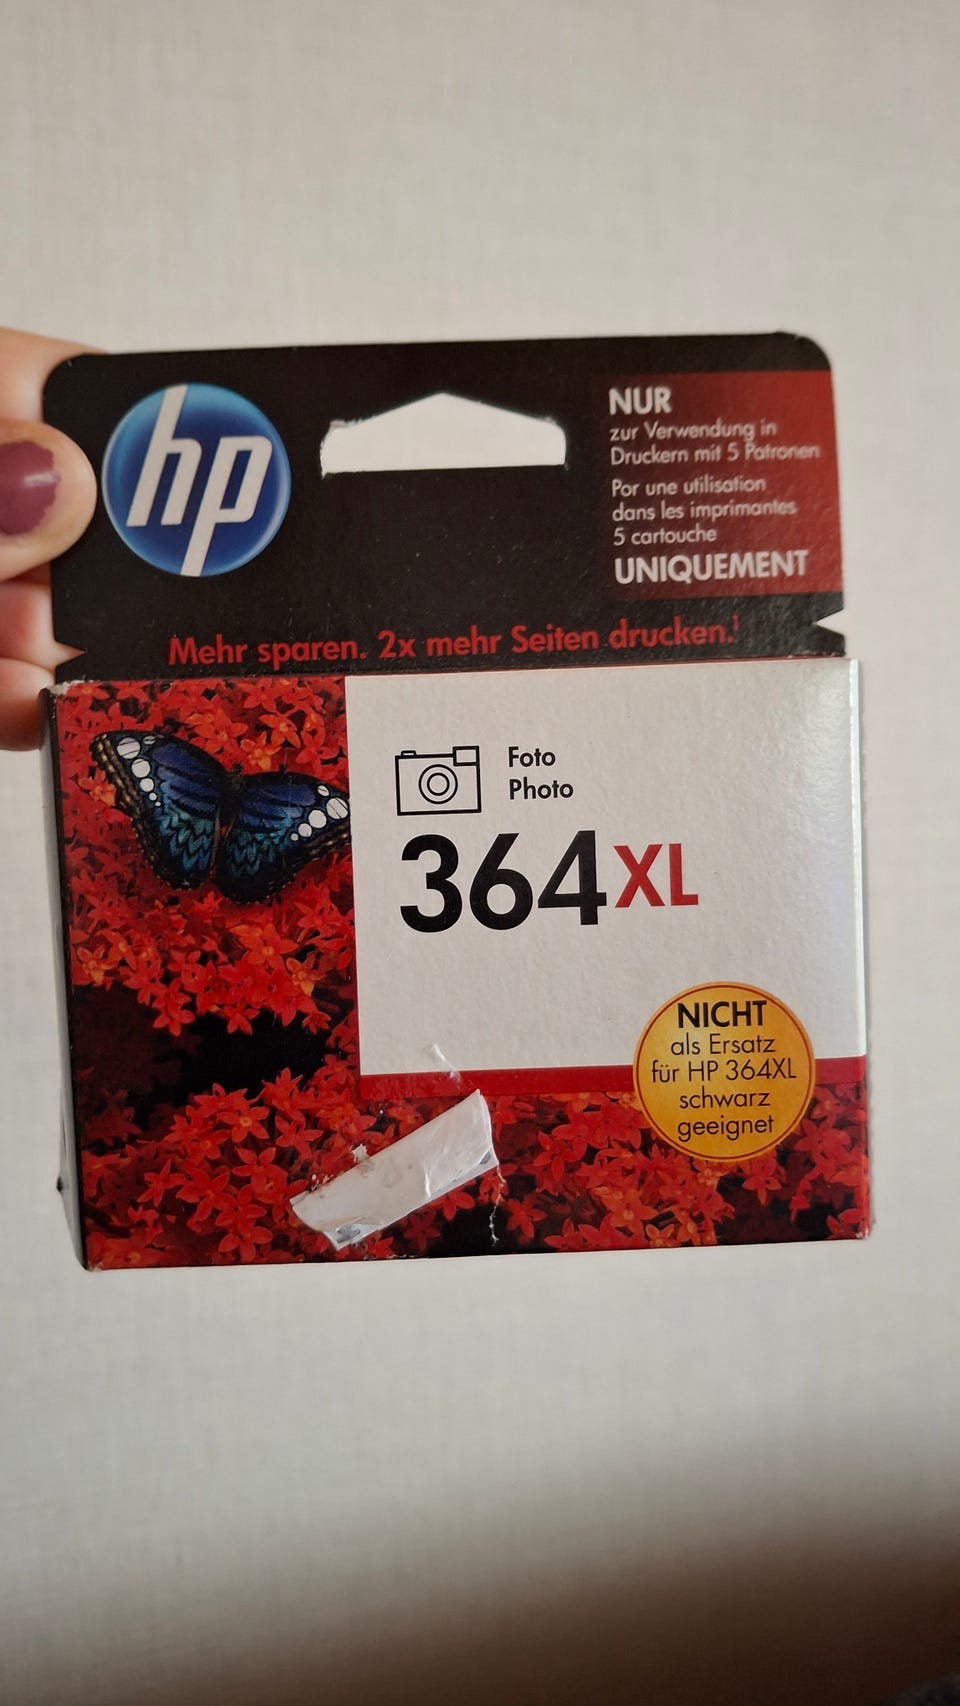 hp
NUR
zur Verwendung in
Druckern mit 5 Patronen
Por une utilisation
dans les imprimantes
5 cartouche
UNIQUEMENT
Mehr sparen. 2x mehr Seiten drucken.¹
Foto
Photo
364XL
NICHT
als Ersatz
für HP 364XL
schwarz
geeignet